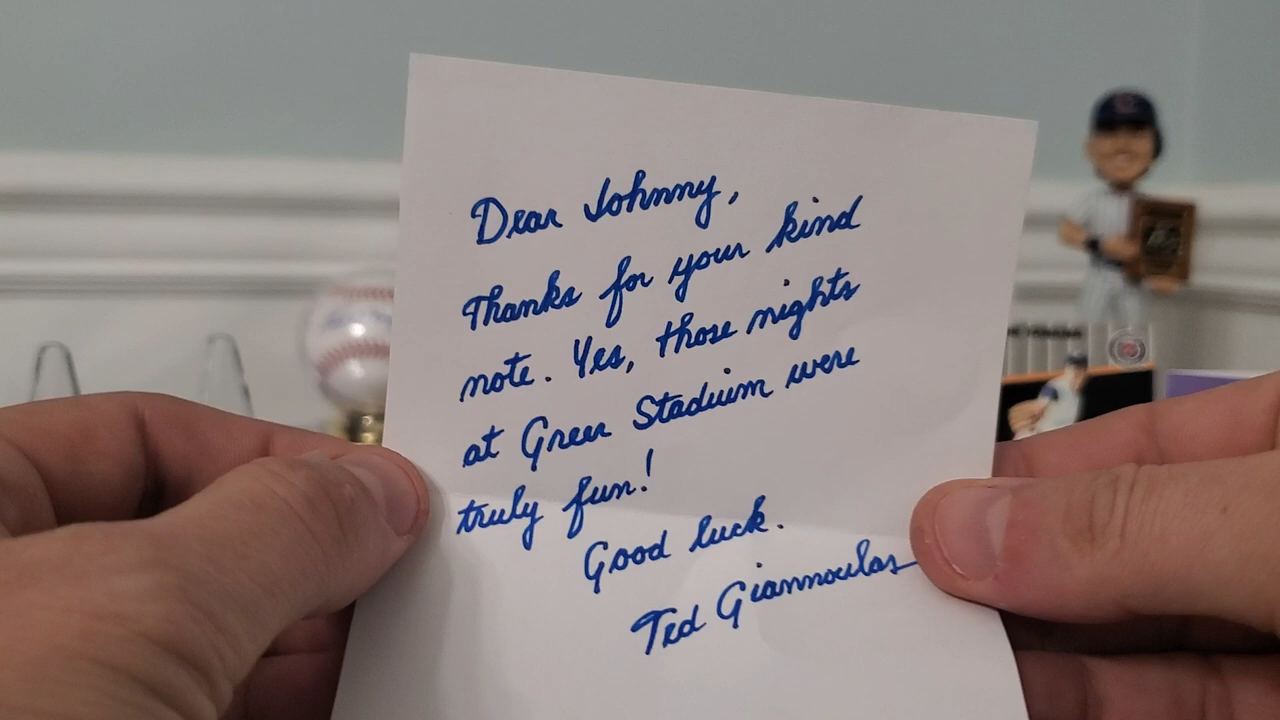 Dear Johnny,
Thanks for your kind
note. Yes, those nights
at Greer Stadium were
truly fun!
Good luck.
Ted Giannoulas